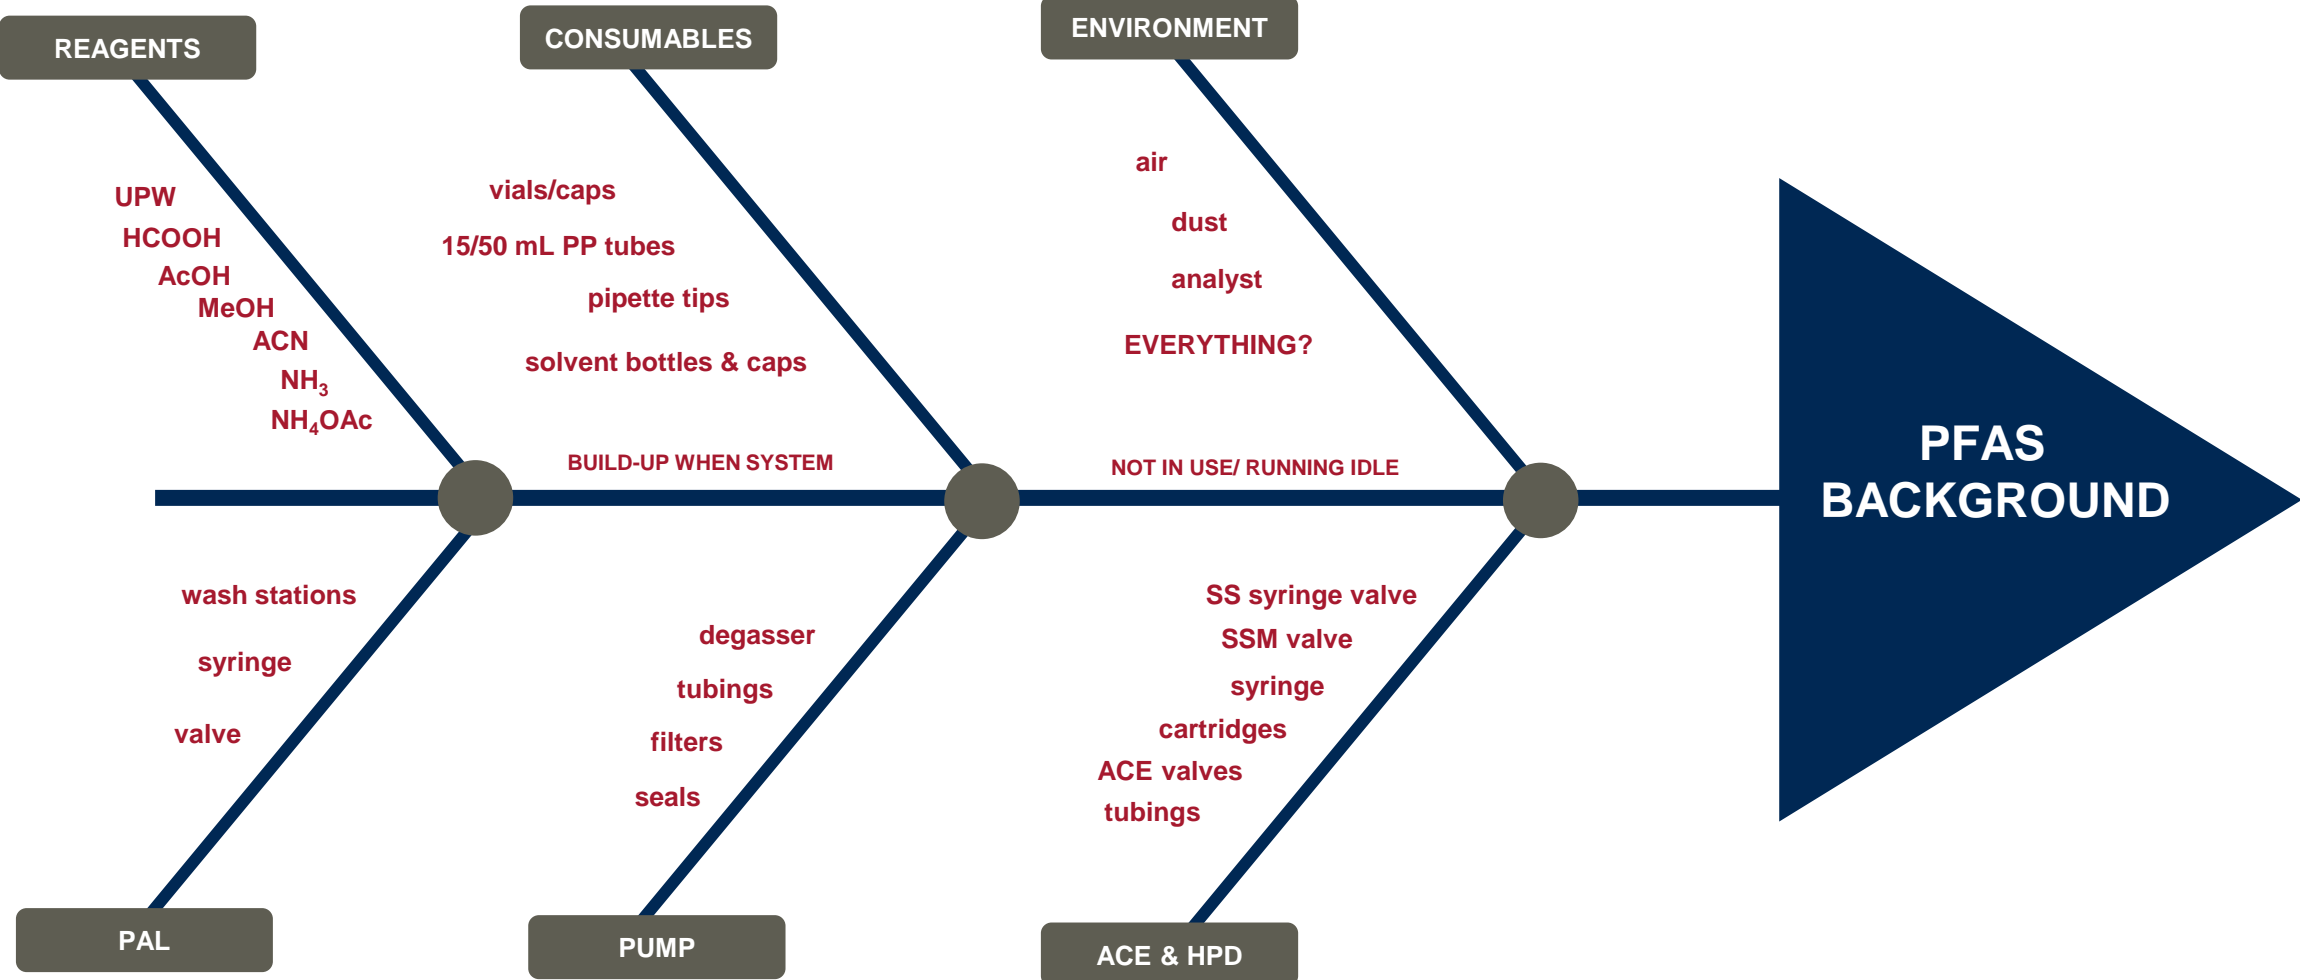 REAGENTS
CONSUMABLES
ENVIRONMENT
UPW
HCOOH
AcOH
MeOH
ACN
NH₃
NH₄OAc
vials/caps
15/50 mL PP tubes
pipette tips
solvent bottles & caps
air
dust
analyst
EVERYTHING?
BUILD-UP WHEN SYSTEM
NOT IN USE/ RUNNING IDLE
PFAS
BACKGROUND
wash stations
syringe
valve
degasser
tubings
filters
seals
SS syringe valve
SSM valve
syringe
cartridges
ACE valves
tubings
PAL
PUMP
ACE & HPD